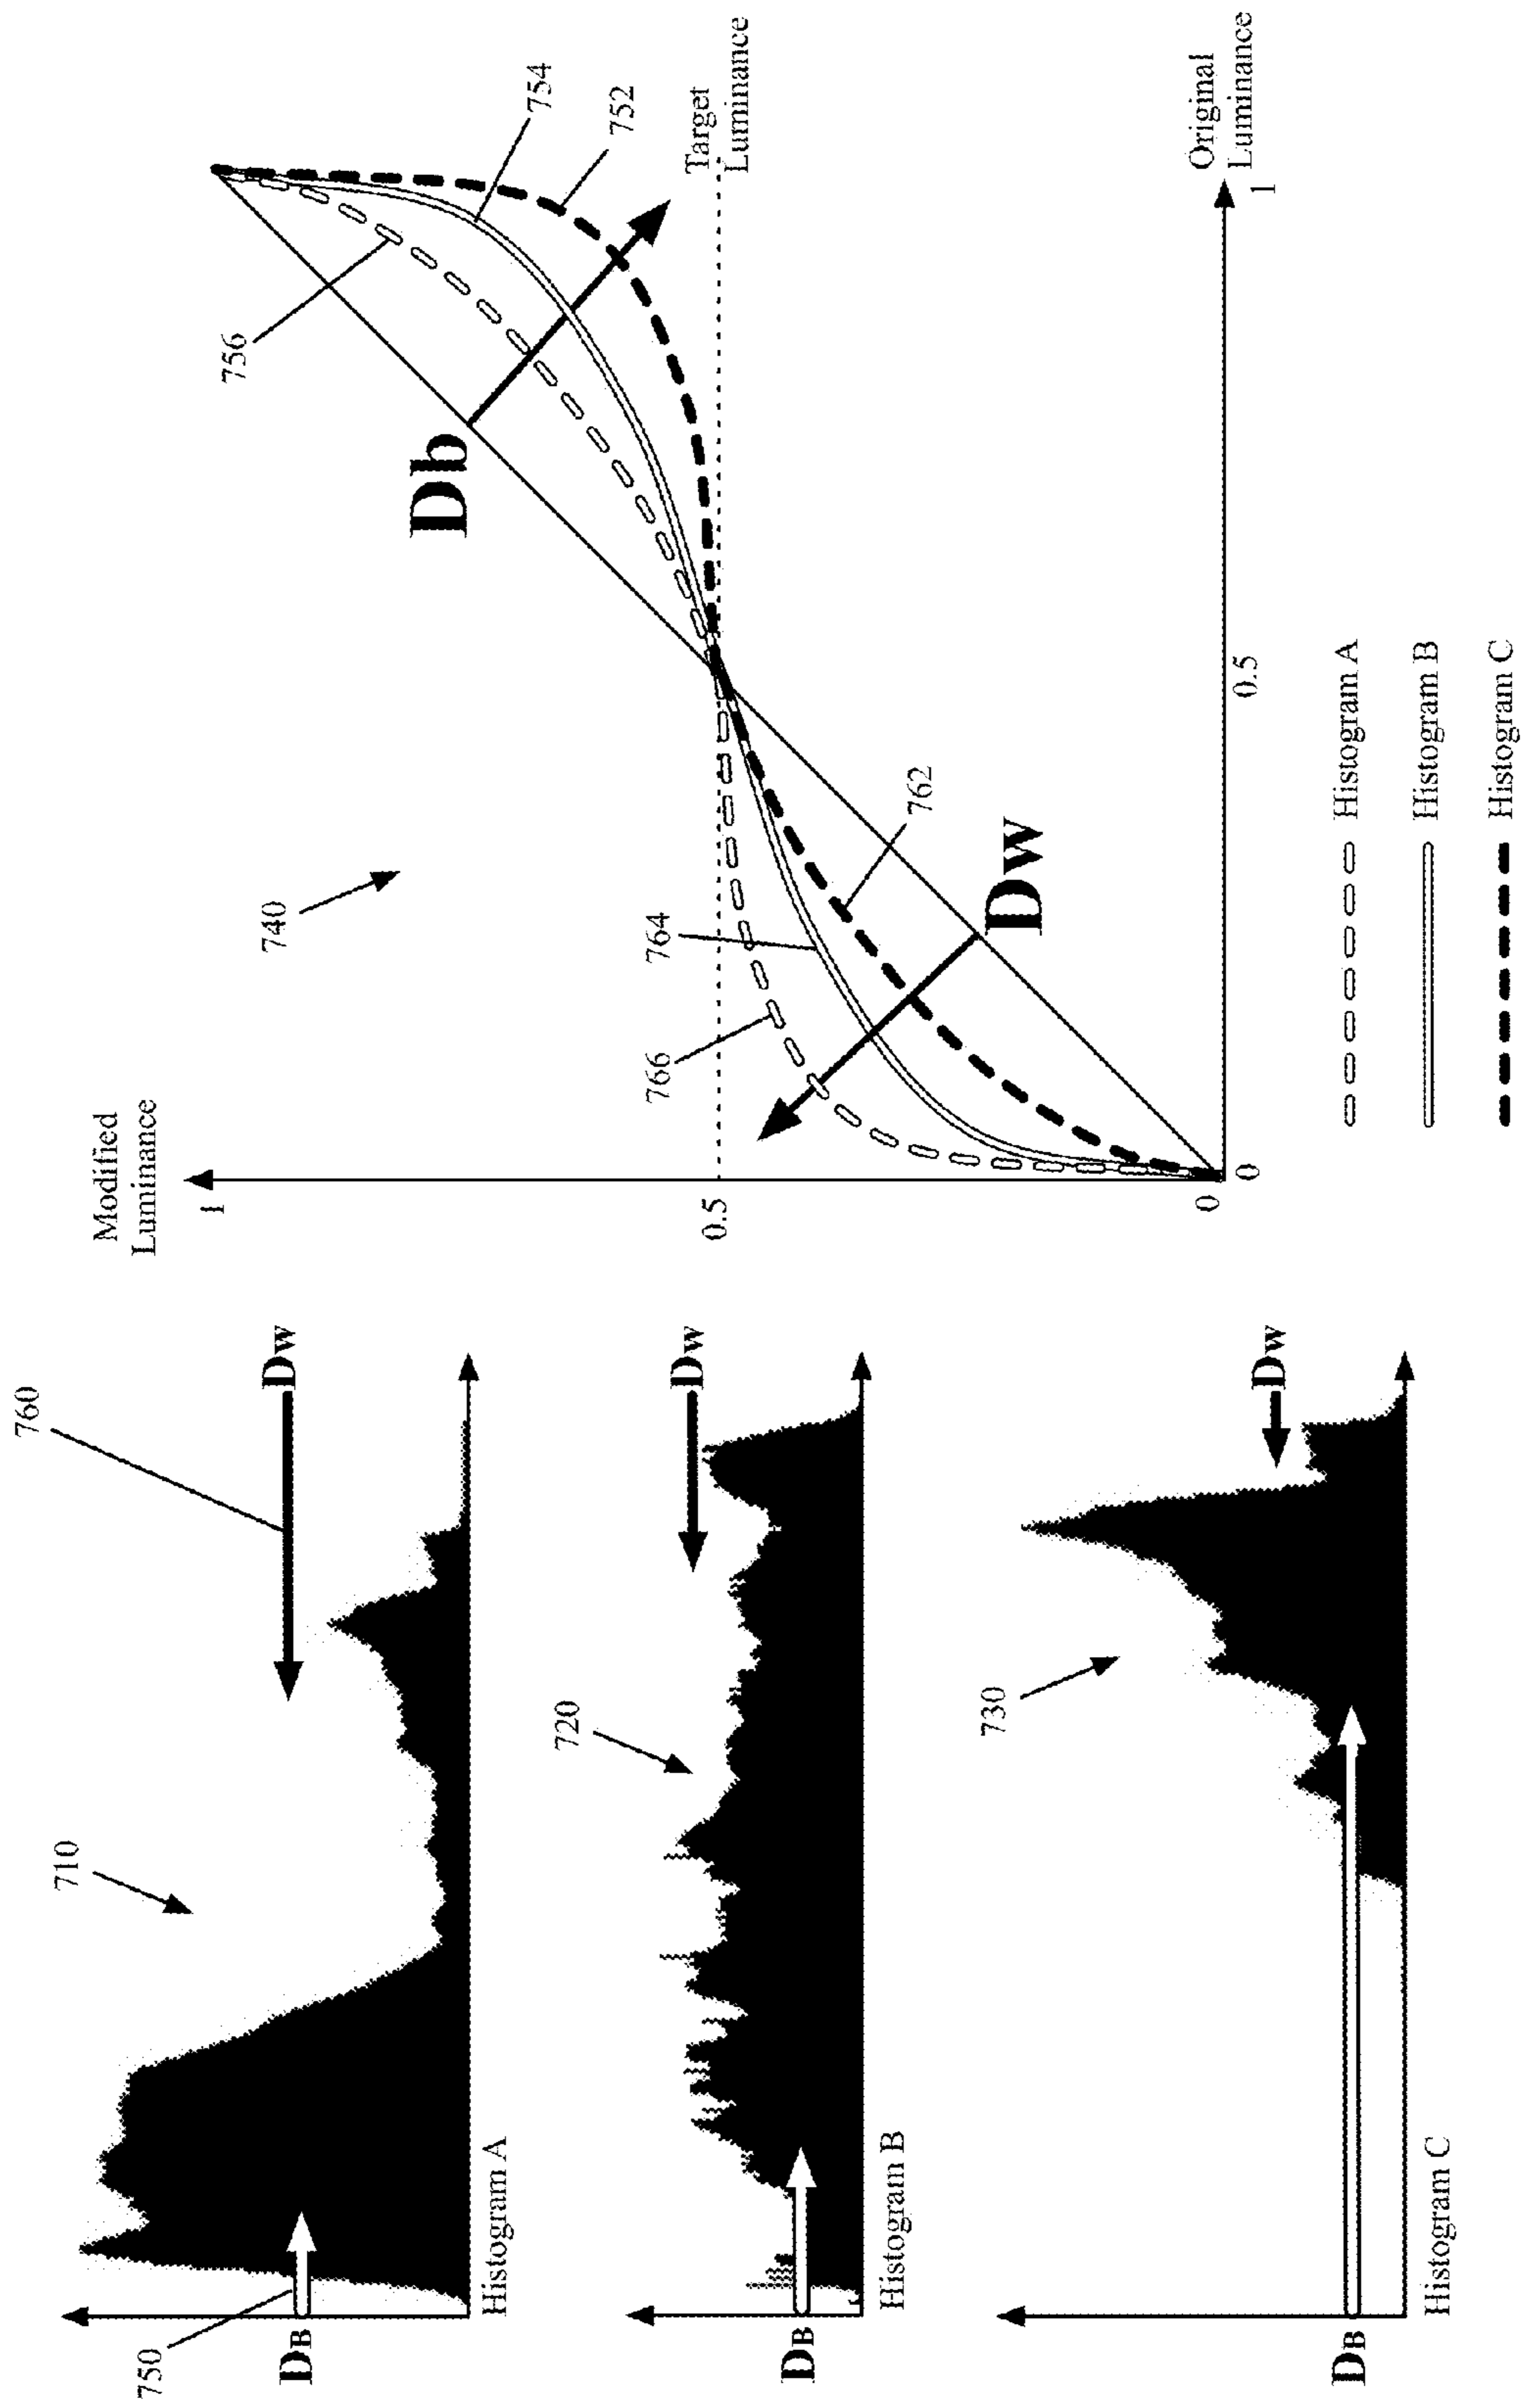 710
760
750
DB
DW
Histogram A
720
DB
DW
Histogram B
730
DB
DW
Histogram C
Modified
Luminance
1
0.5
0
0
0.5
1
Original
Luminance
Target
Luminance
740
756
754
752
Db
766
764
762
Dw
Histogram A
Histogram B
Histogram C